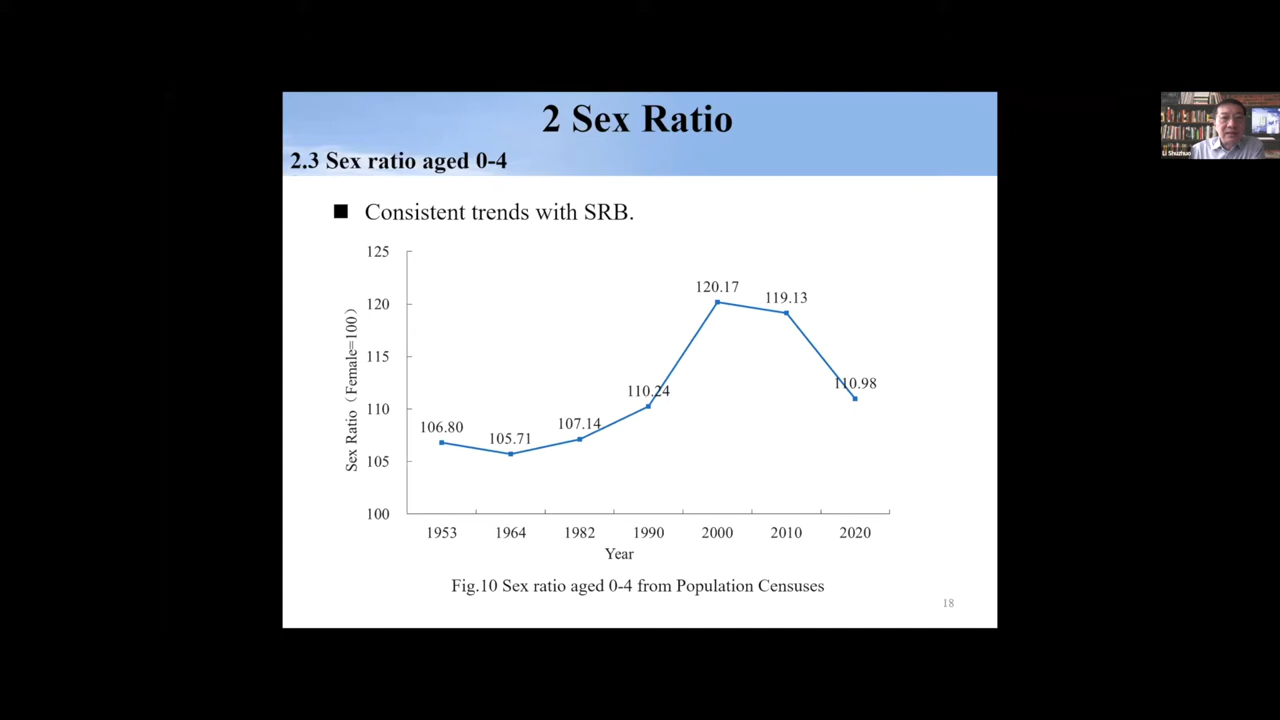 2 Sex Ratio
2.3 Sex ratio aged 0-4
Li Shuzhuo
■ Consistent trends with SRB.
Sex Ratio（Female=100）
125
120
115
110
105
100
106.80
105.71
107.14
110.24
120.17
119.13
110.98
1953 1964 1982 1990 2000 2010 2020
Year
Fig.10 Sex ratio aged 0-4 from Population Censuses
18